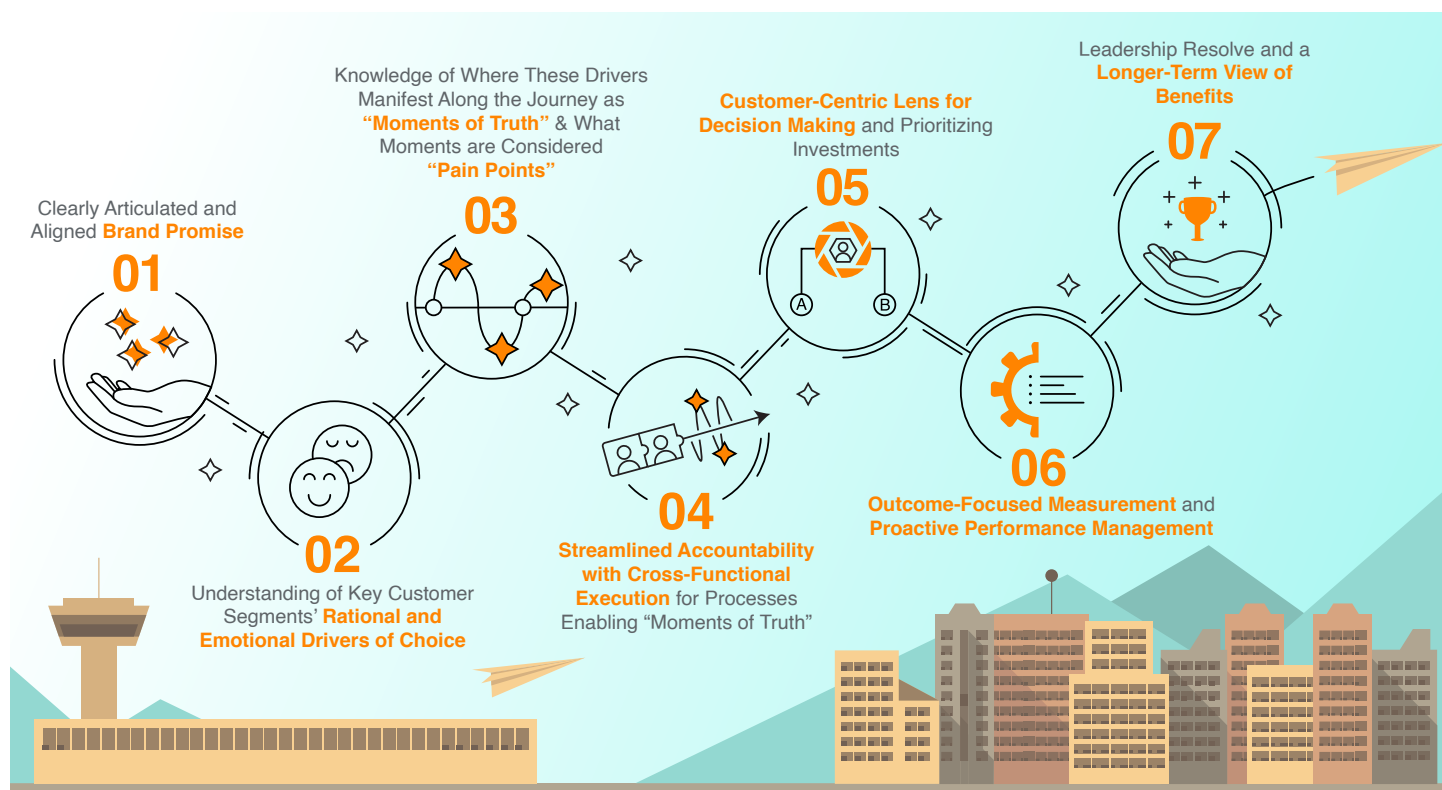 Clearly Articulated and
Aligned Brand Promise
01
02
Understanding of Key Customer
Segments’ Rational and
Emotional Drivers of Choice
Knowledge of Where These Drivers
Manifest Along the Journey as
“Moments of Truth” & What
Moments are Considered
“Pain Points”
03
04
Streamlined Accountability
with Cross-Functional
Execution for Processes
Enabling “Moments of Truth”
Customer-Centric Lens for
Decision Making and Prioritizing
Investments
05
A
B
06
Outcome-Focused Measurement and
Proactive Performance Management
Leadership Resolve and a
Longer-Term View of
Benefits
07